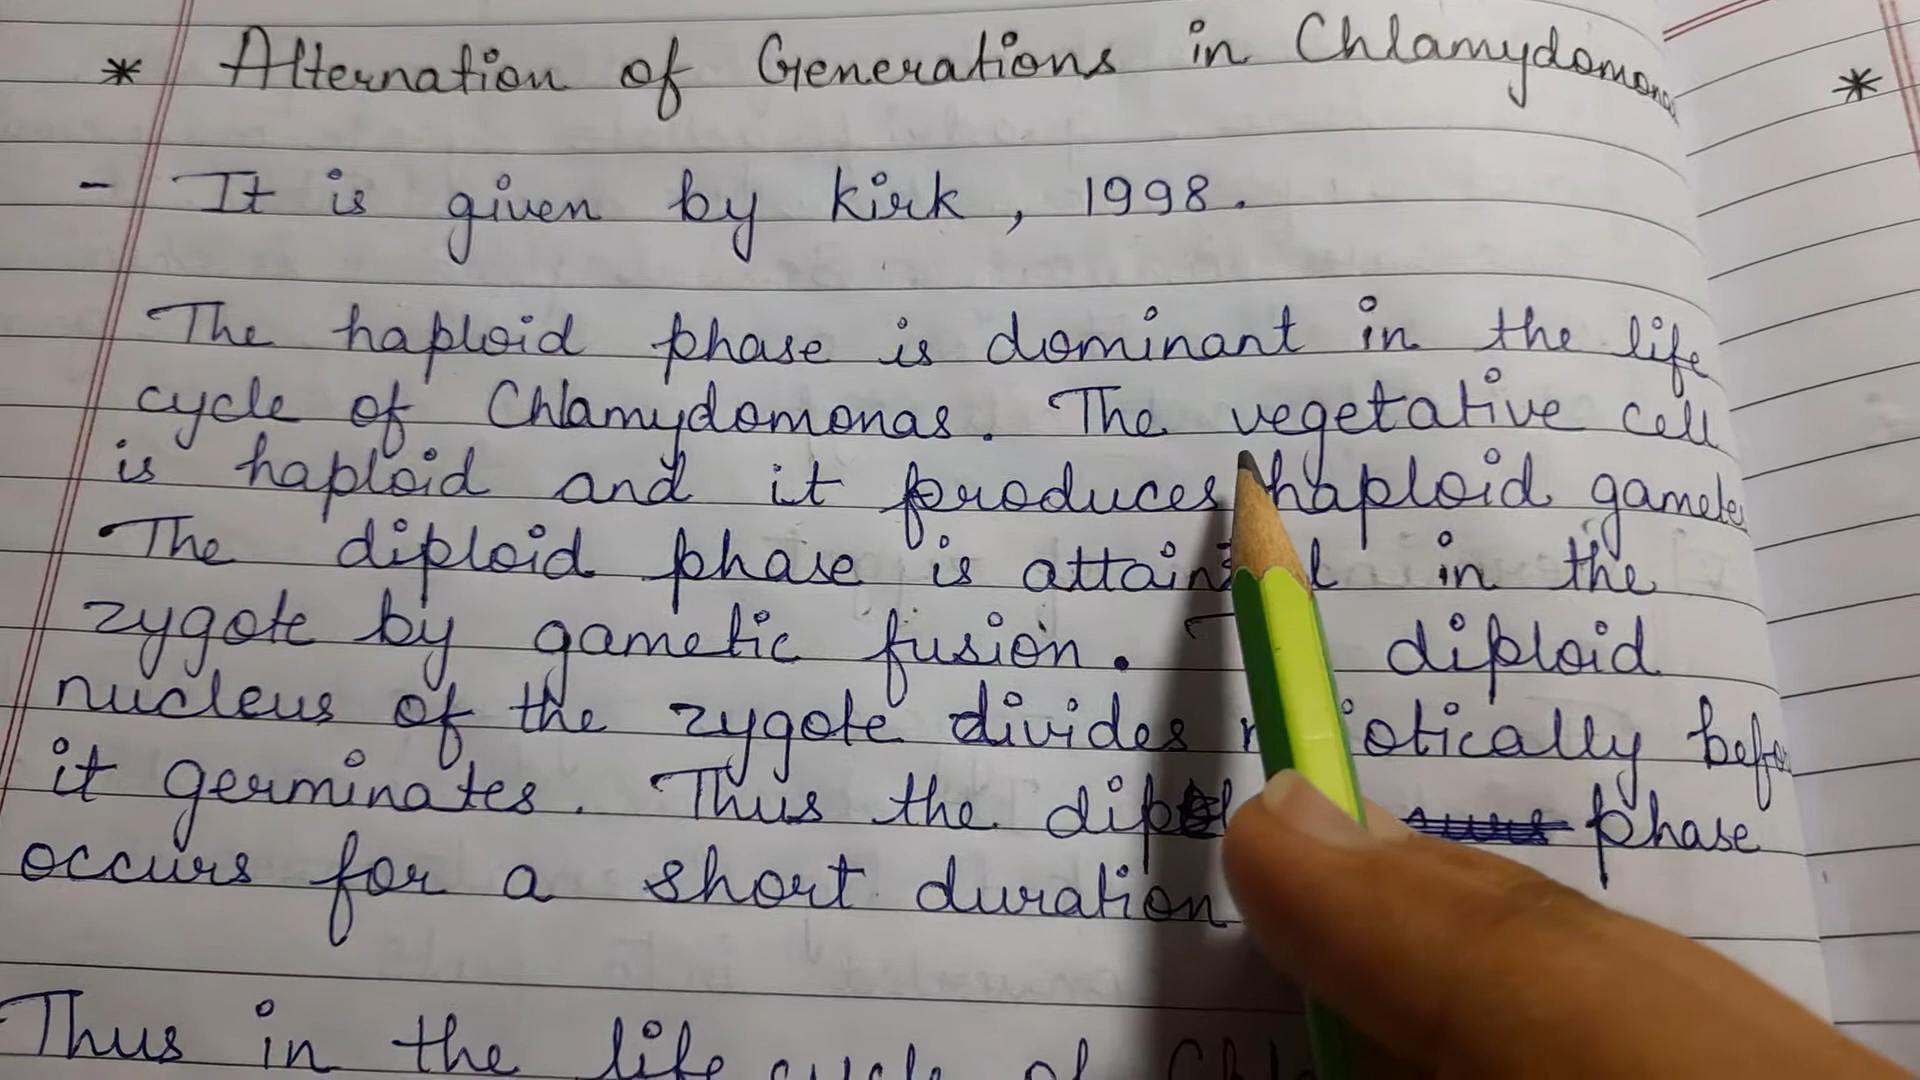 * Alternation of Generations in Chlamydomonas
*
- It is given by Kirk, 1998.
The haploid phase is dominant in the life
cycle of Chlamydomonas. The vegetative cell
is haploid and it produces haploid gamete
The diploid phase is in the
zygote by gametic fusion. diploid
nucleus of the zygote divides before
it germinates. Thus the phase
occurs for a short duration
Thus in the life cycle of